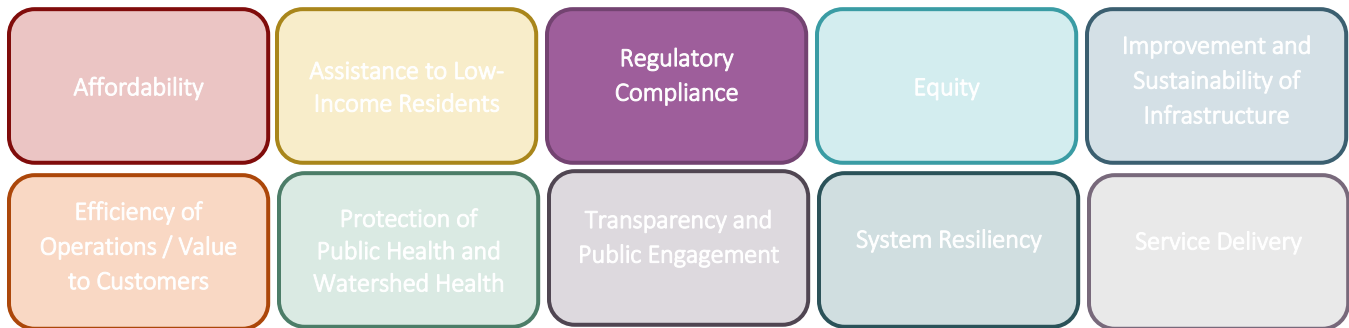 Affordability
Assistance to Low-
Income Residents
Regulatory
Compliance
Equity
Improvement and
Sustainability of
Infrastructure
Efficiency of
Operations / Value
to Customers
Protection of
Public Health and
Watershed Health
Transparency and
Public Engagement
System Resiliency
Service Delivery